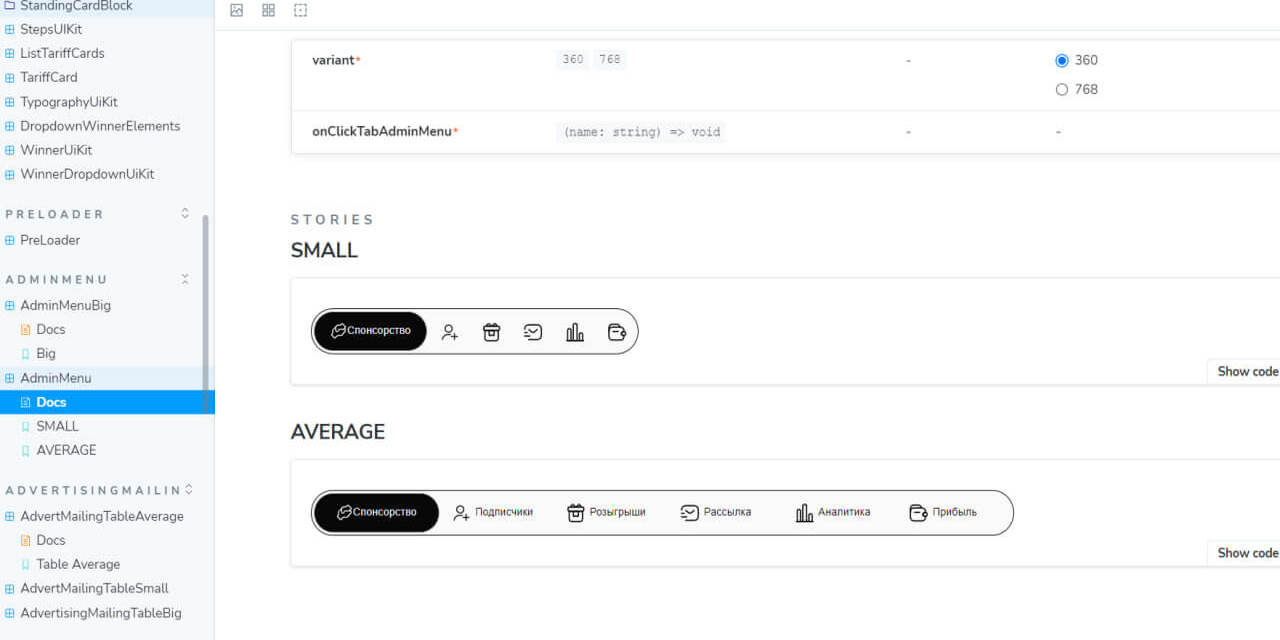 StandingCardBlock
StepsUIKit
ListTariffCards
TariffCard
TypographyUiKit
DropdownWinnerElements
WinnerUiKit
WinnerDropdownUiKit
PRELOADER
PreLoader
ADMINMENU
AdminMenuBig
Docs
Big
AdminMenu
Docs
SMALL
AVERAGE
ADVERTISINGMAILIN
AdvertMailingTableAverage
Docs
Table Average
AdvertMailingTableSmall
AdvertisingMailingTableBig
variant* 360 768 - 360
768
onClickTabAdminMenu* (name: string) => void - -
STORIES
SMALL
Спонсорство
Show code
AVERAGE
Спонсорство Подписчики Розыгрыши Рассылка Аналитика Прибыль
Show code